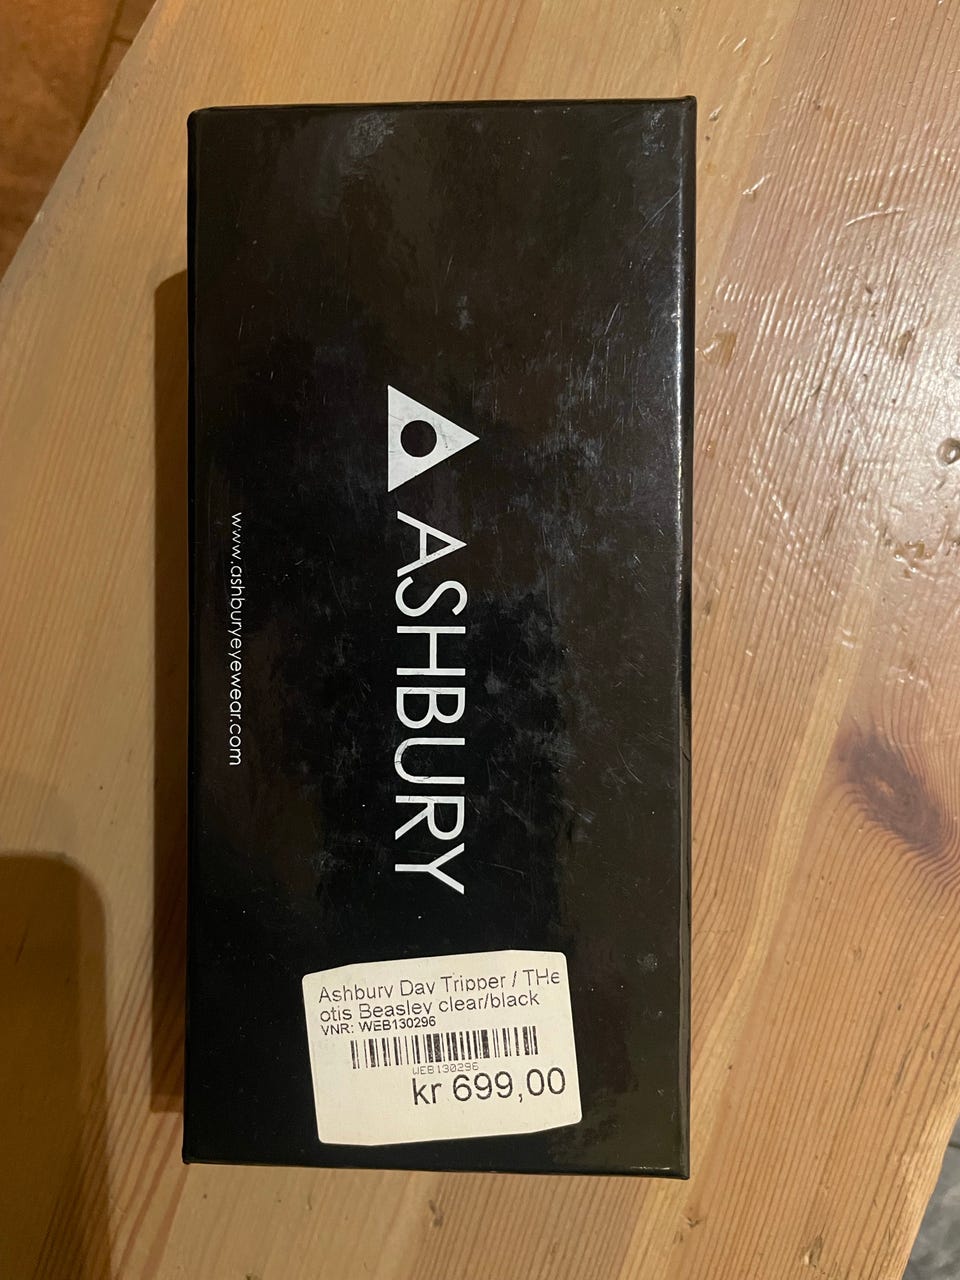 ASHBURY
www.ashburyeyewear.com
Ashbury Day Tripper / THe
otis Beasley clear/black
VNR: WEB130296
WEB130296
kr 699,00